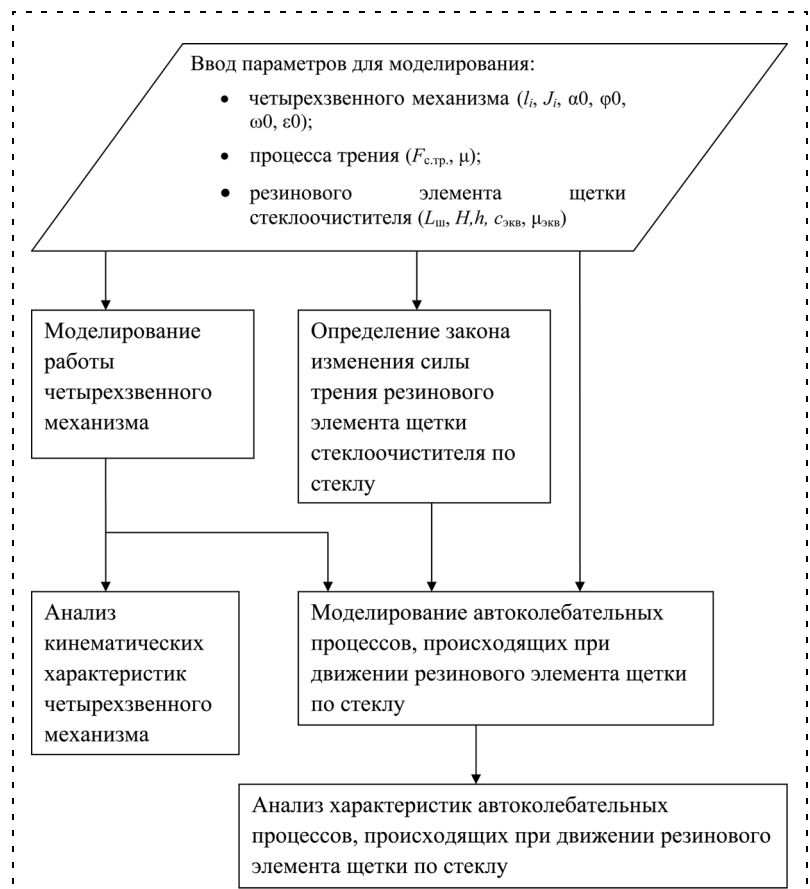 Ввод параметров для моделирования:
• четырехзвенного механизма (lᵢ, Jᵢ, α0, φ0,
ω0, ε0);
• процесса трения (Fс.тр., μ);
• резинового элемента щетки
стеклоочистителя (Lш, H,h, cэкв, μэкв)
Моделирование
работы
четырехзвенного
механизма
Определение закона
изменения силы
трения резинового
элемента щетки
стеклоочистителя по
стеклу
Анализ
кинематических
характеристик
четырехзвенного
механизма
Моделирование автоколебательных
процессов, происходящих при
движении резинового элемента щетки
по стеклу
Анализ характеристик автоколебательных
процессов, происходящих при движении резинового
элемента щетки по стеклу